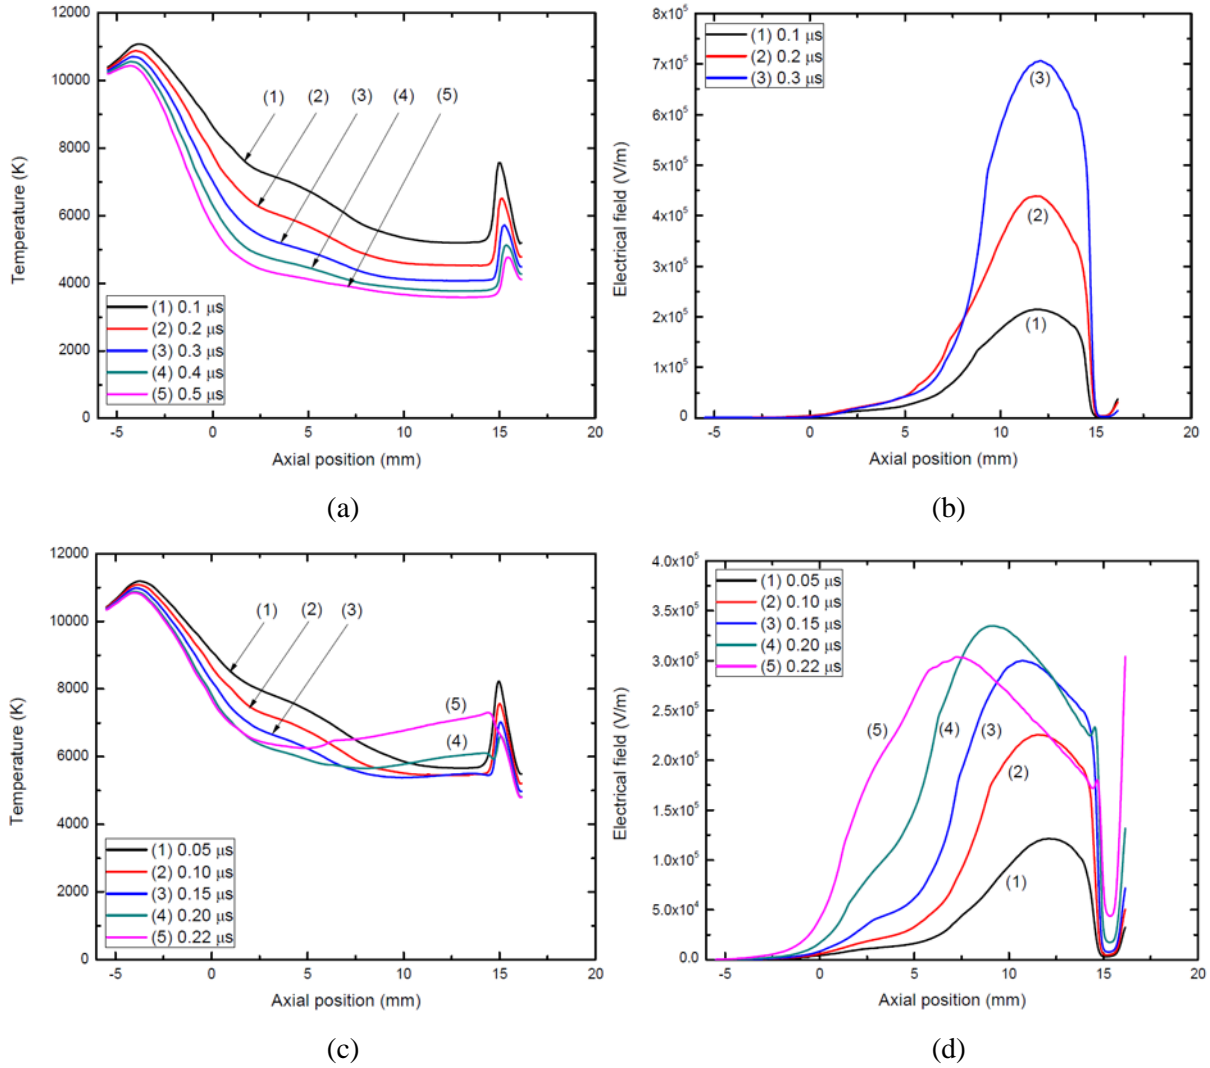 12000
10000
8000
6000
4000
2000
0
Temperature (K)
(1) (2) (3) (4) (5)
(1) 0.1 μs
(2) 0.2 μs
(3) 0.3 μs
(4) 0.4 μs
(5) 0.5 μs
-5 0 5 10 15 20
Axial position (mm)
(a)
8x10⁵
7x10⁵
6x10⁵
5x10⁵
4x10⁵
3x10⁵
2x10⁵
1x10⁵
0
Electrical field (V/m)
(1) 0.1 μs
(2) 0.2 μs
(3) 0.3 μs
(3)
(2)
(1)
-5 0 5 10 15 20
Axial position (mm)
(b)
12000
10000
8000
6000
4000
2000
0
Temperature (K)
(1) (2) (3)
(5)
(4)
(1) 0.05 μs
(2) 0.10 μs
(3) 0.15 μs
(4) 0.20 μs
(5) 0.22 μs
-5 0 5 10 15 20
Axial position (mm)
(c)
4.0x10⁵
3.5x10⁵
3.0x10⁵
2.5x10⁵
2.0x10⁵
1.5x10⁵
1.0x10⁵
5.0x10⁴
0.0
Electrical field (V/m)
(1) 0.05 μs
(2) 0.10 μs
(3) 0.15 μs
(4) 0.20 μs
(5) 0.22 μs
(5) (4) (3)
(2)
(1)
-5 0 5 10 15 20
Axial position (mm)
(d)